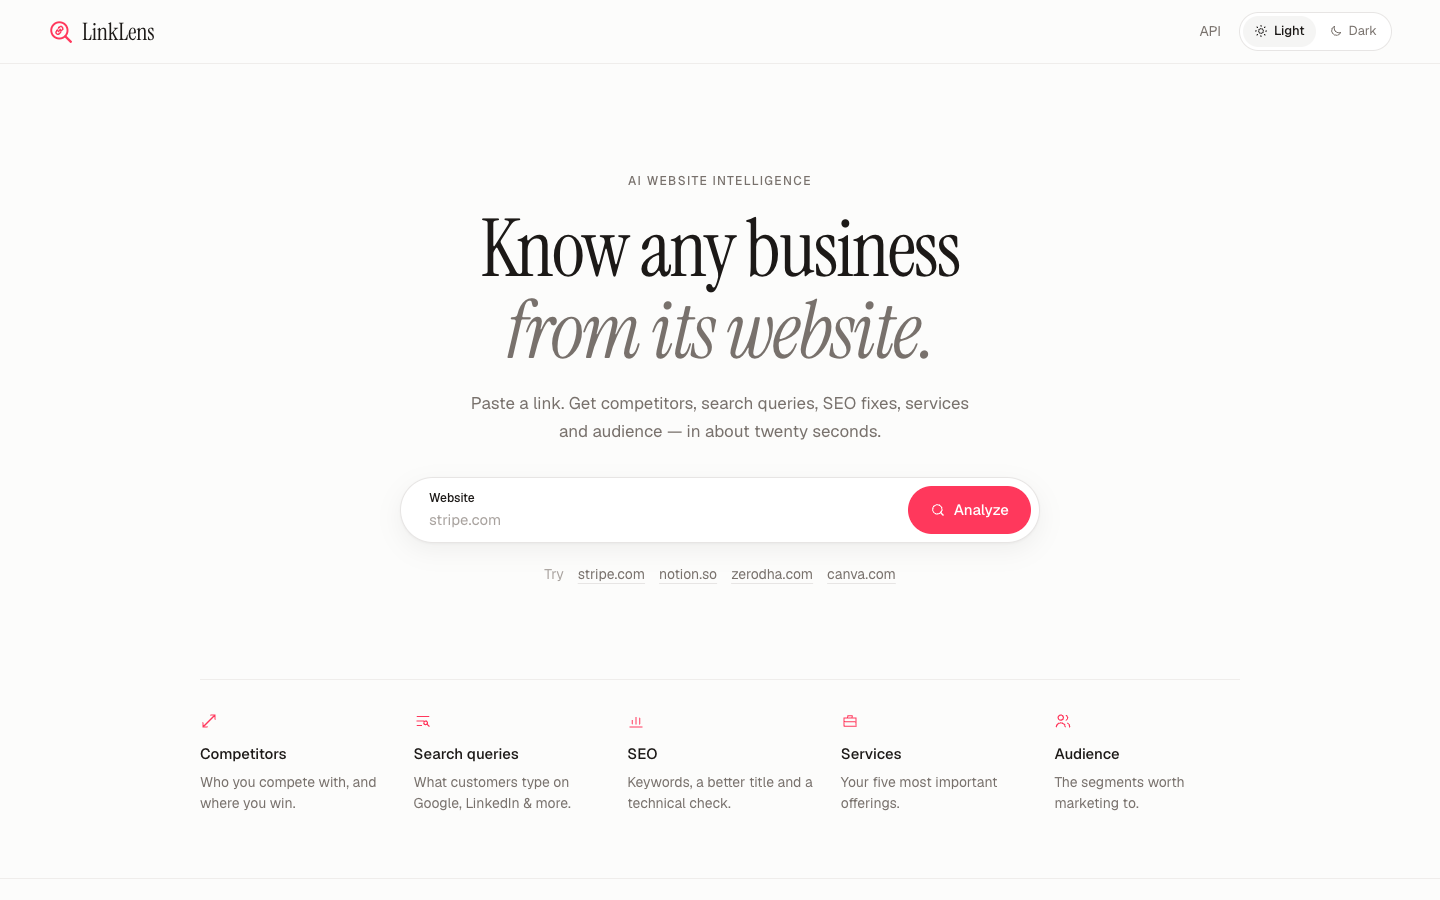 LinkLens
API
Light
Dark
AI WEBSITE INTELLIGENCE
Know any business
from its website.
Paste a link. Get competitors, search queries, SEO fixes, services
and audience — in about twenty seconds.
Website
stripe.com
Analyze
Try stripe.com notion.so zerodha.com canva.com
Competitors
Who you compete with, and
where you win.
Search queries
What customers type on
Google, LinkedIn & more.
SEO
Keywords, a better title and a
technical check.
Services
Your five most important
offerings.
Audience
The segments worth
marketing to.